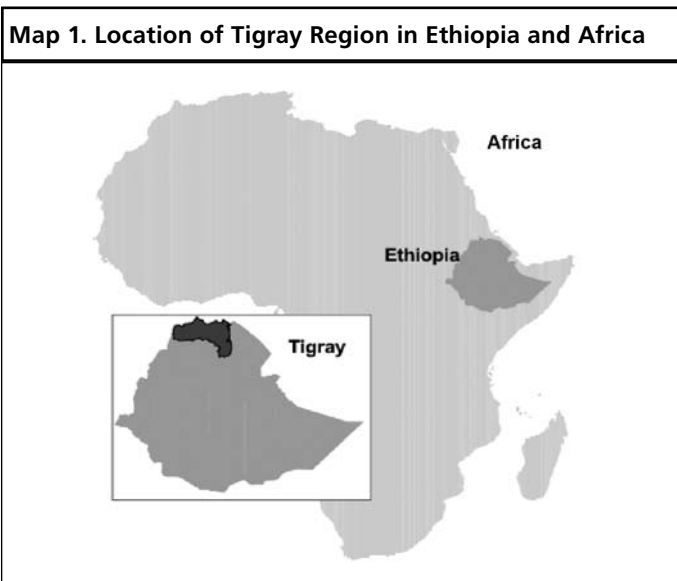 Map 1. Location of Tigray Region in Ethiopia and Africa
Africa
Ethiopia
Tigray